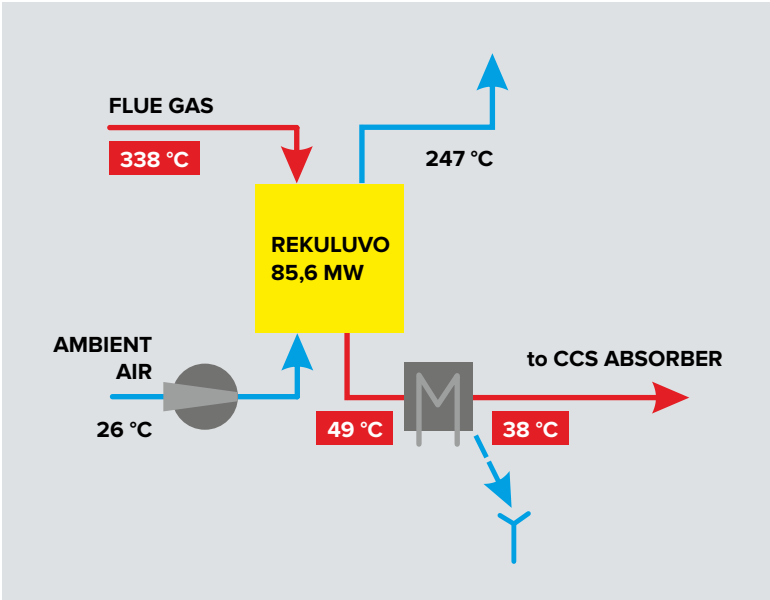 FLUE GAS
338 °C
247 °C
REKULUVO
85,6 MW
AMBIENT
AIR
26 °C
to CCS ABSORBER
49 °C
38 °C